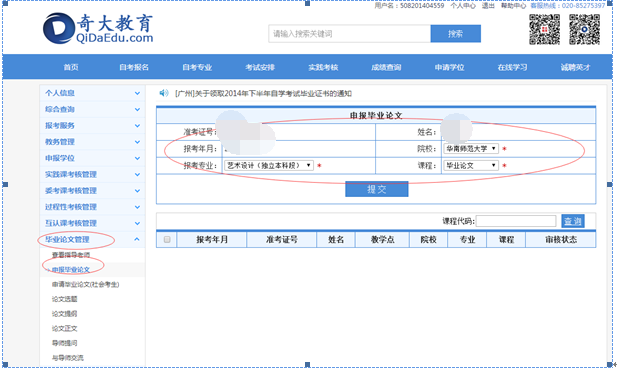 用户名：508201404559 个人中心 退出 帮助中心 客服热线：020-85275397
奇大教育
QiDaEdu.com
请输入搜索关键词 搜索
首页 自考报名 自考专业 考试安排 实践考核 成绩查询 申请学位 在线学习 诚聘英才
个人信息
综合查询
报考服务
教务管理
申报学位
实践课考核管理
委考课考核管理
过程性考核管理
互认课考核管理
毕业论文管理
查看指导老师
申报毕业论文
申请毕业论文(社会考生)
论文选题
论文提纲
论文正文
导师提问
与导师交流
[广州]关于领取2014年下半年自学考试毕业证书的通知
申报毕业论文
准考证号： 姓名：
报考年月： 院校： 华南师范大学 *
报考专业： 艺术设计（独立本科段） * 课程： 毕业论文 *
提交
课程代码： 查询
报考年月 准考证号 姓名 教学点 院校 专业 课程 审核状态